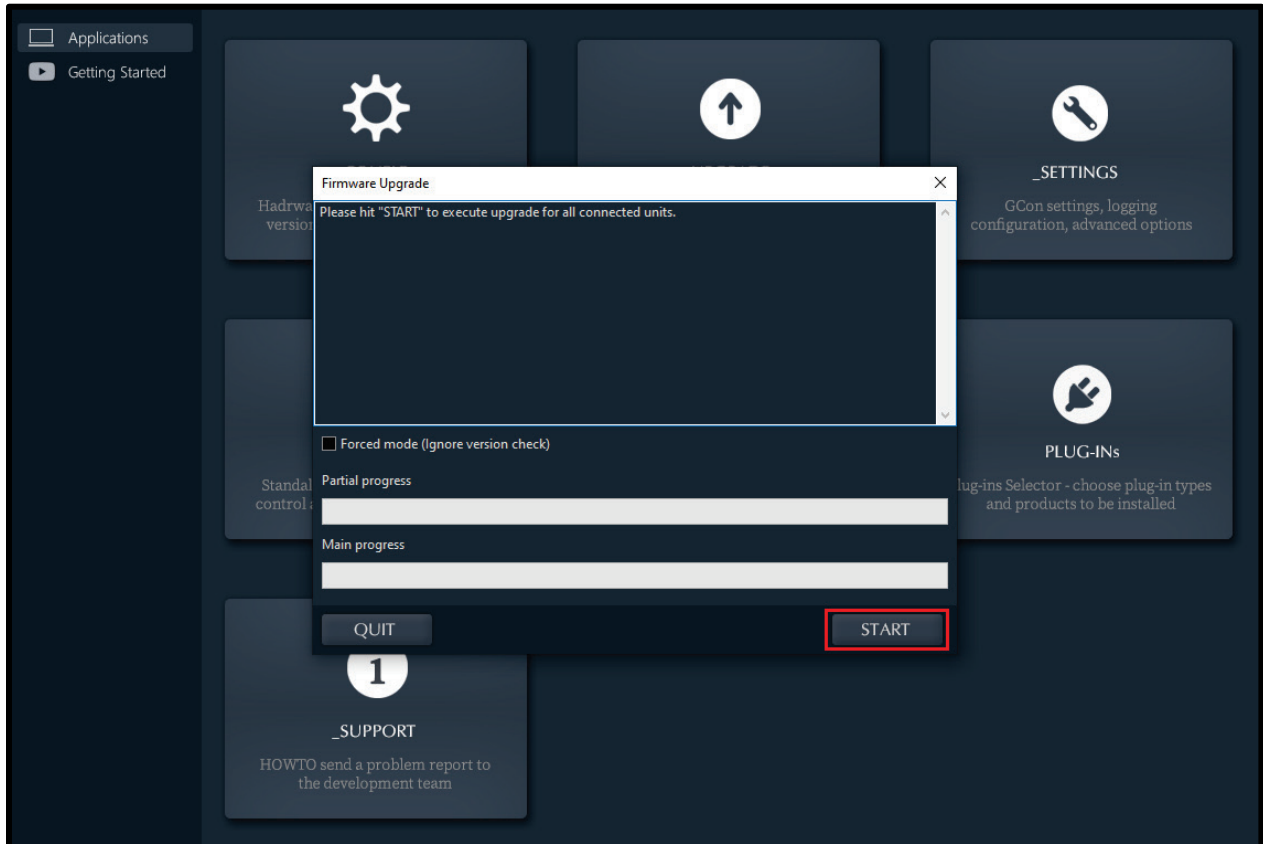 Applications
Getting Started
_SETTINGS
GCon settings, logging
configuration, advanced options
Hadrwa
version
Firmware Upgrade
Please hit "START" to execute upgrade for all connected units.
Forced mode (Ignore version check)
Partial progress
Main progress
QUIT
START
Standal
control
PLUG-INs
lug-ins Selector - choose plug-in types
and products to be installed
1
_SUPPORT
HOWTO send a problem report to
the development team